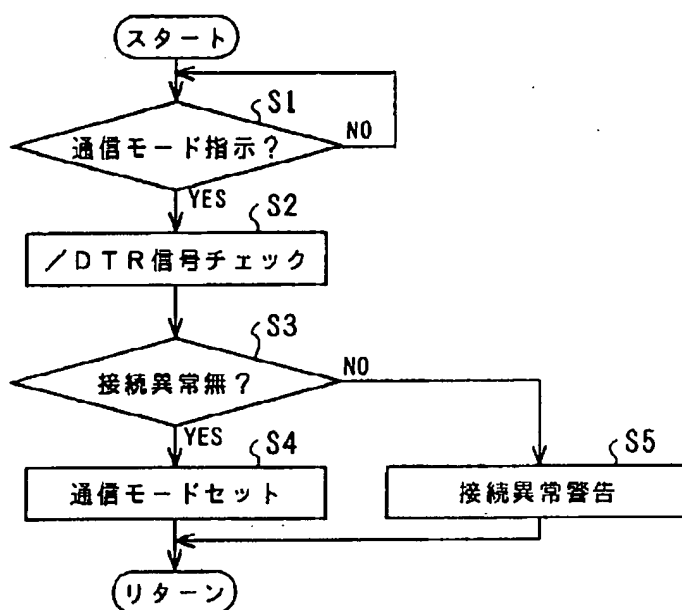 スタート
S1
通信モード指示?
NO
YES
S2
/DTR信号チェック
S3
接続異常無?
NO
YES
S4
通信モードセット
S5
接続異常警告
リターン